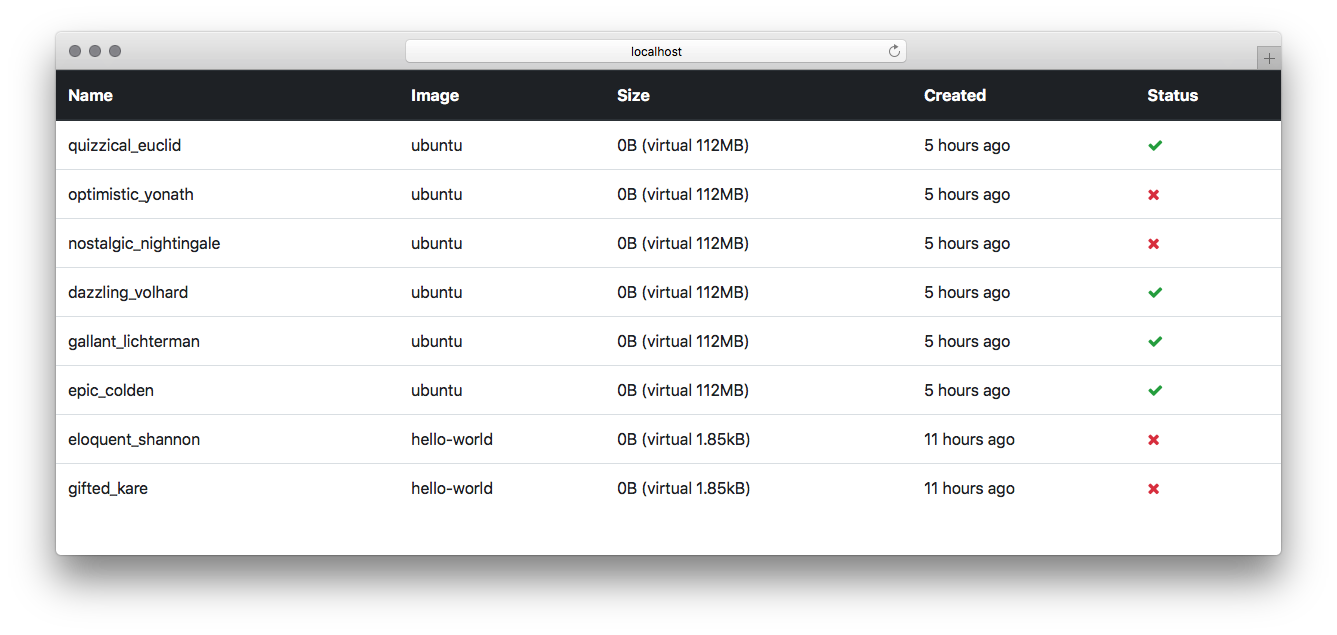 localhost
Name Image Size Created Status
quizzical_euclid ubuntu 0B (virtual 112MB) 5 hours ago
optimistic_yonath ubuntu 0B (virtual 112MB) 5 hours ago
nostalgic_nightingale ubuntu 0B (virtual 112MB) 5 hours ago
dazzling_volhard ubuntu 0B (virtual 112MB) 5 hours ago
gallant_lichterman ubuntu 0B (virtual 112MB) 5 hours ago
epic_colden ubuntu 0B (virtual 112MB) 5 hours ago
eloquent_shannon hello-world 0B (virtual 1.85kB) 11 hours ago
gifted_kare hello-world 0B (virtual 1.85kB) 11 hours ago